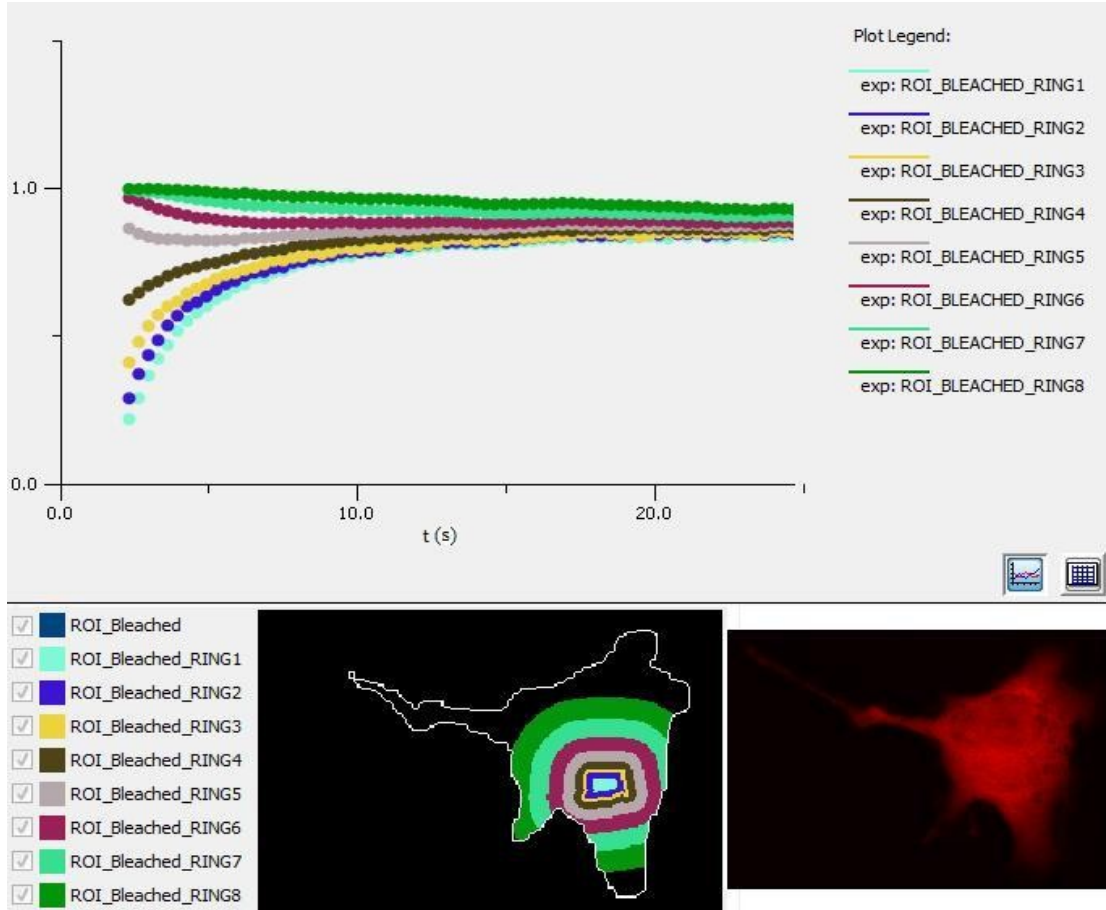 Plot Legend:
exp: ROI_BLEACHED_RING1
exp: ROI_BLEACHED_RING2
exp: ROI_BLEACHED_RING3
exp: ROI_BLEACHED_RING4
exp: ROI_BLEACHED_RING5
exp: ROI_BLEACHED_RING6
exp: ROI_BLEACHED_RING7
exp: ROI_BLEACHED_RING8
1.0
0.0
0.0 10.0 20.0
t (s)
ROI_Bleached
ROI_Bleached_RING1
ROI_Bleached_RING2
ROI_Bleached_RING3
ROI_Bleached_RING4
ROI_Bleached_RING5
ROI_Bleached_RING6
ROI_Bleached_RING7
ROI_Bleached_RING8